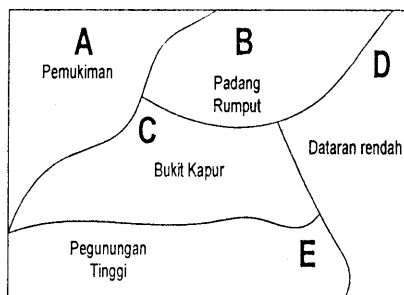 A
Pemukiman
B
Padang
Rumput
D
Dataran rendah
C
Bukit Kapur
Pegunungan
Tinggi
E